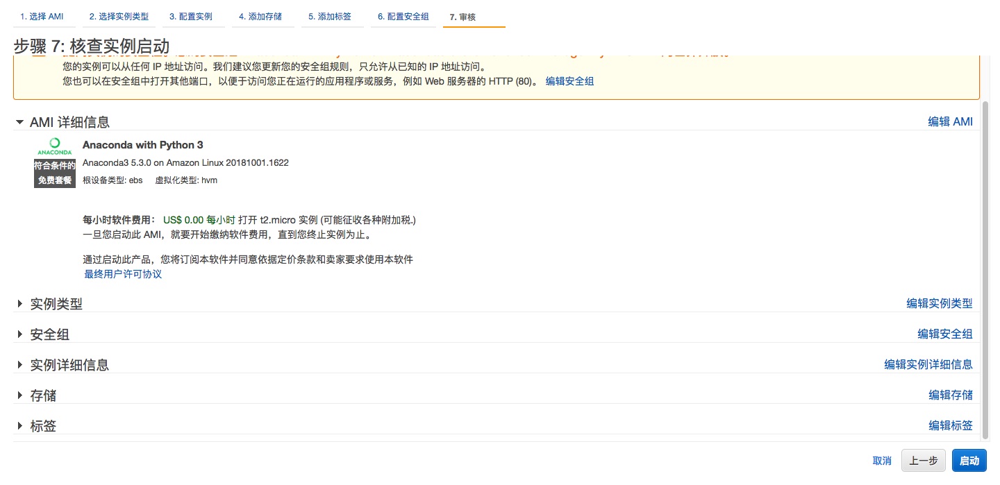 1. 选择 AMI
2. 选择实例类型
3. 配置实例
4. 添加存储
5. 添加标签
6. 配置安全组
7. 审核
步骤 7: 核查实例启动
您的实例可以从任何 IP 地址访问。我们建议您更新您的安全组规则，只允许从已知的 IP 地址访问。
您也可以在安全组中打开其他端口，以便于访问您正在运行的应用程序或服务，例如 Web 服务器的 HTTP (80)。 编辑安全组
AMI 详细信息
编辑 AMI
ANACONDA
符合条件的
免费套餐
Anaconda with Python 3
Anaconda3 5.3.0 on Amazon Linux 20181001.1622
根设备类型: ebs 虚拟化类型: hvm
每小时软件费用： US$ 0.00 每小时 打开 t2.micro 实例 (可能征收各种附加税.)
一旦您启动此 AMI，就要开始缴纳软件费用，直到您终止实例为止。
通过启动此产品，您将订阅本软件并同意依据定价条款和卖家要求使用本软件
最终用户许可协议
实例类型
编辑实例类型
安全组
编辑安全组
实例详细信息
编辑实例详细信息
存储
编辑存储
标签
编辑标签
取消
上一步
启动